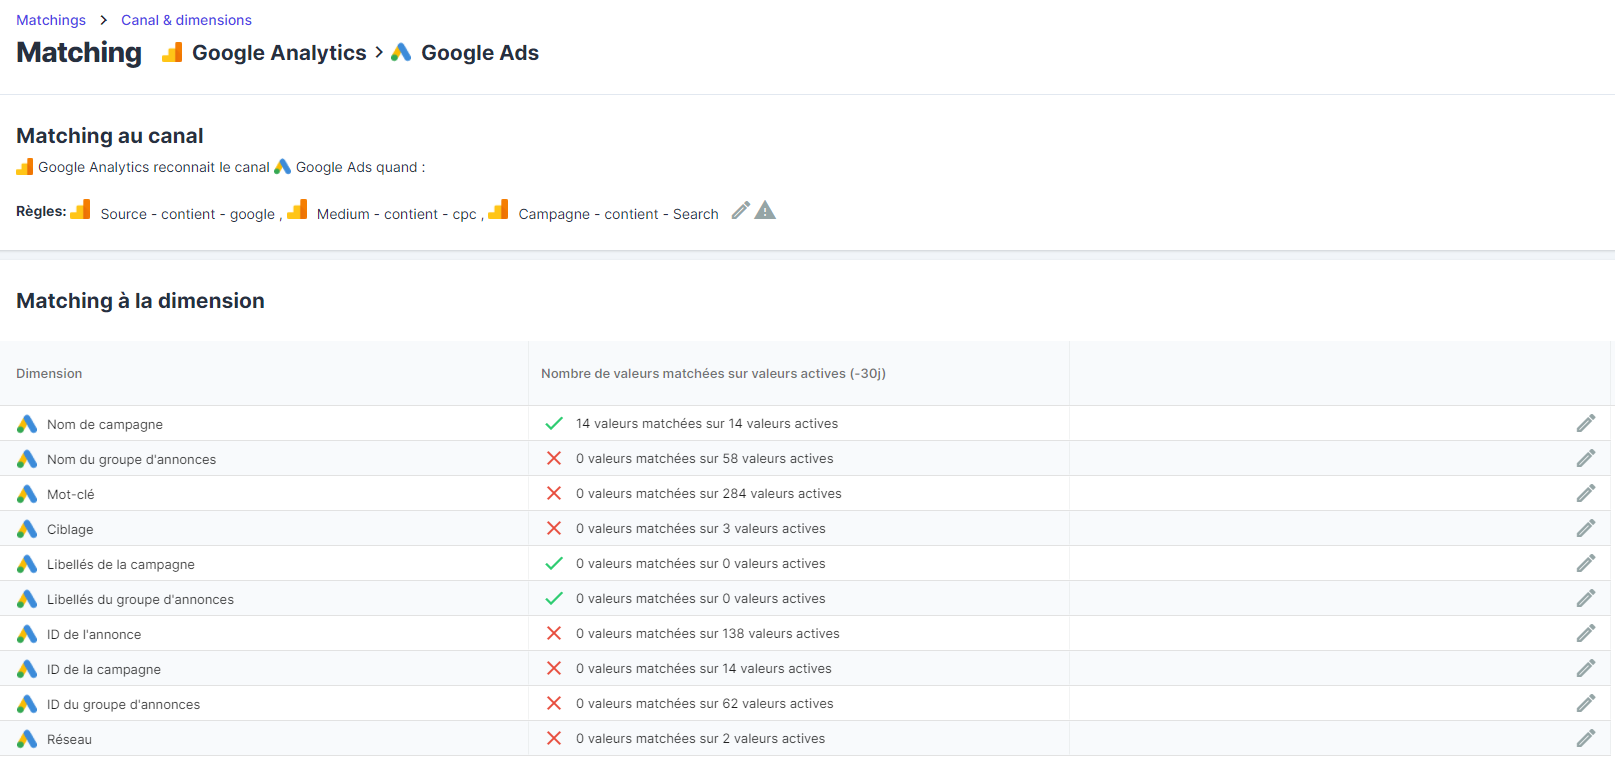 Matchings > Canal & dimensions
Matching Google Analytics > Google Ads
Matching au canal
Google Analytics reconnait le canal Google Ads quand :
Règles: Source - contient - google , Medium - contient - cpc , Campagne - contient - Search
Matching à la dimension
Dimension Nombre de valeurs matchées sur valeurs actives (-30j)
Nom de campagne 14 valeurs matchées sur 14 valeurs actives
Nom du groupe d'annonces 0 valeurs matchées sur 58 valeurs actives
Mot-clé 0 valeurs matchées sur 284 valeurs actives
Ciblage 0 valeurs matchées sur 3 valeurs actives
Libellés de la campagne 0 valeurs matchées sur 0 valeurs actives
Libellés du groupe d'annonces 0 valeurs matchées sur 0 valeurs actives
ID de l'annonce 0 valeurs matchées sur 138 valeurs actives
ID de la campagne 0 valeurs matchées sur 14 valeurs actives
ID du groupe d'annonces 0 valeurs matchées sur 62 valeurs actives
Réseau 0 valeurs matchées sur 2 valeurs actives